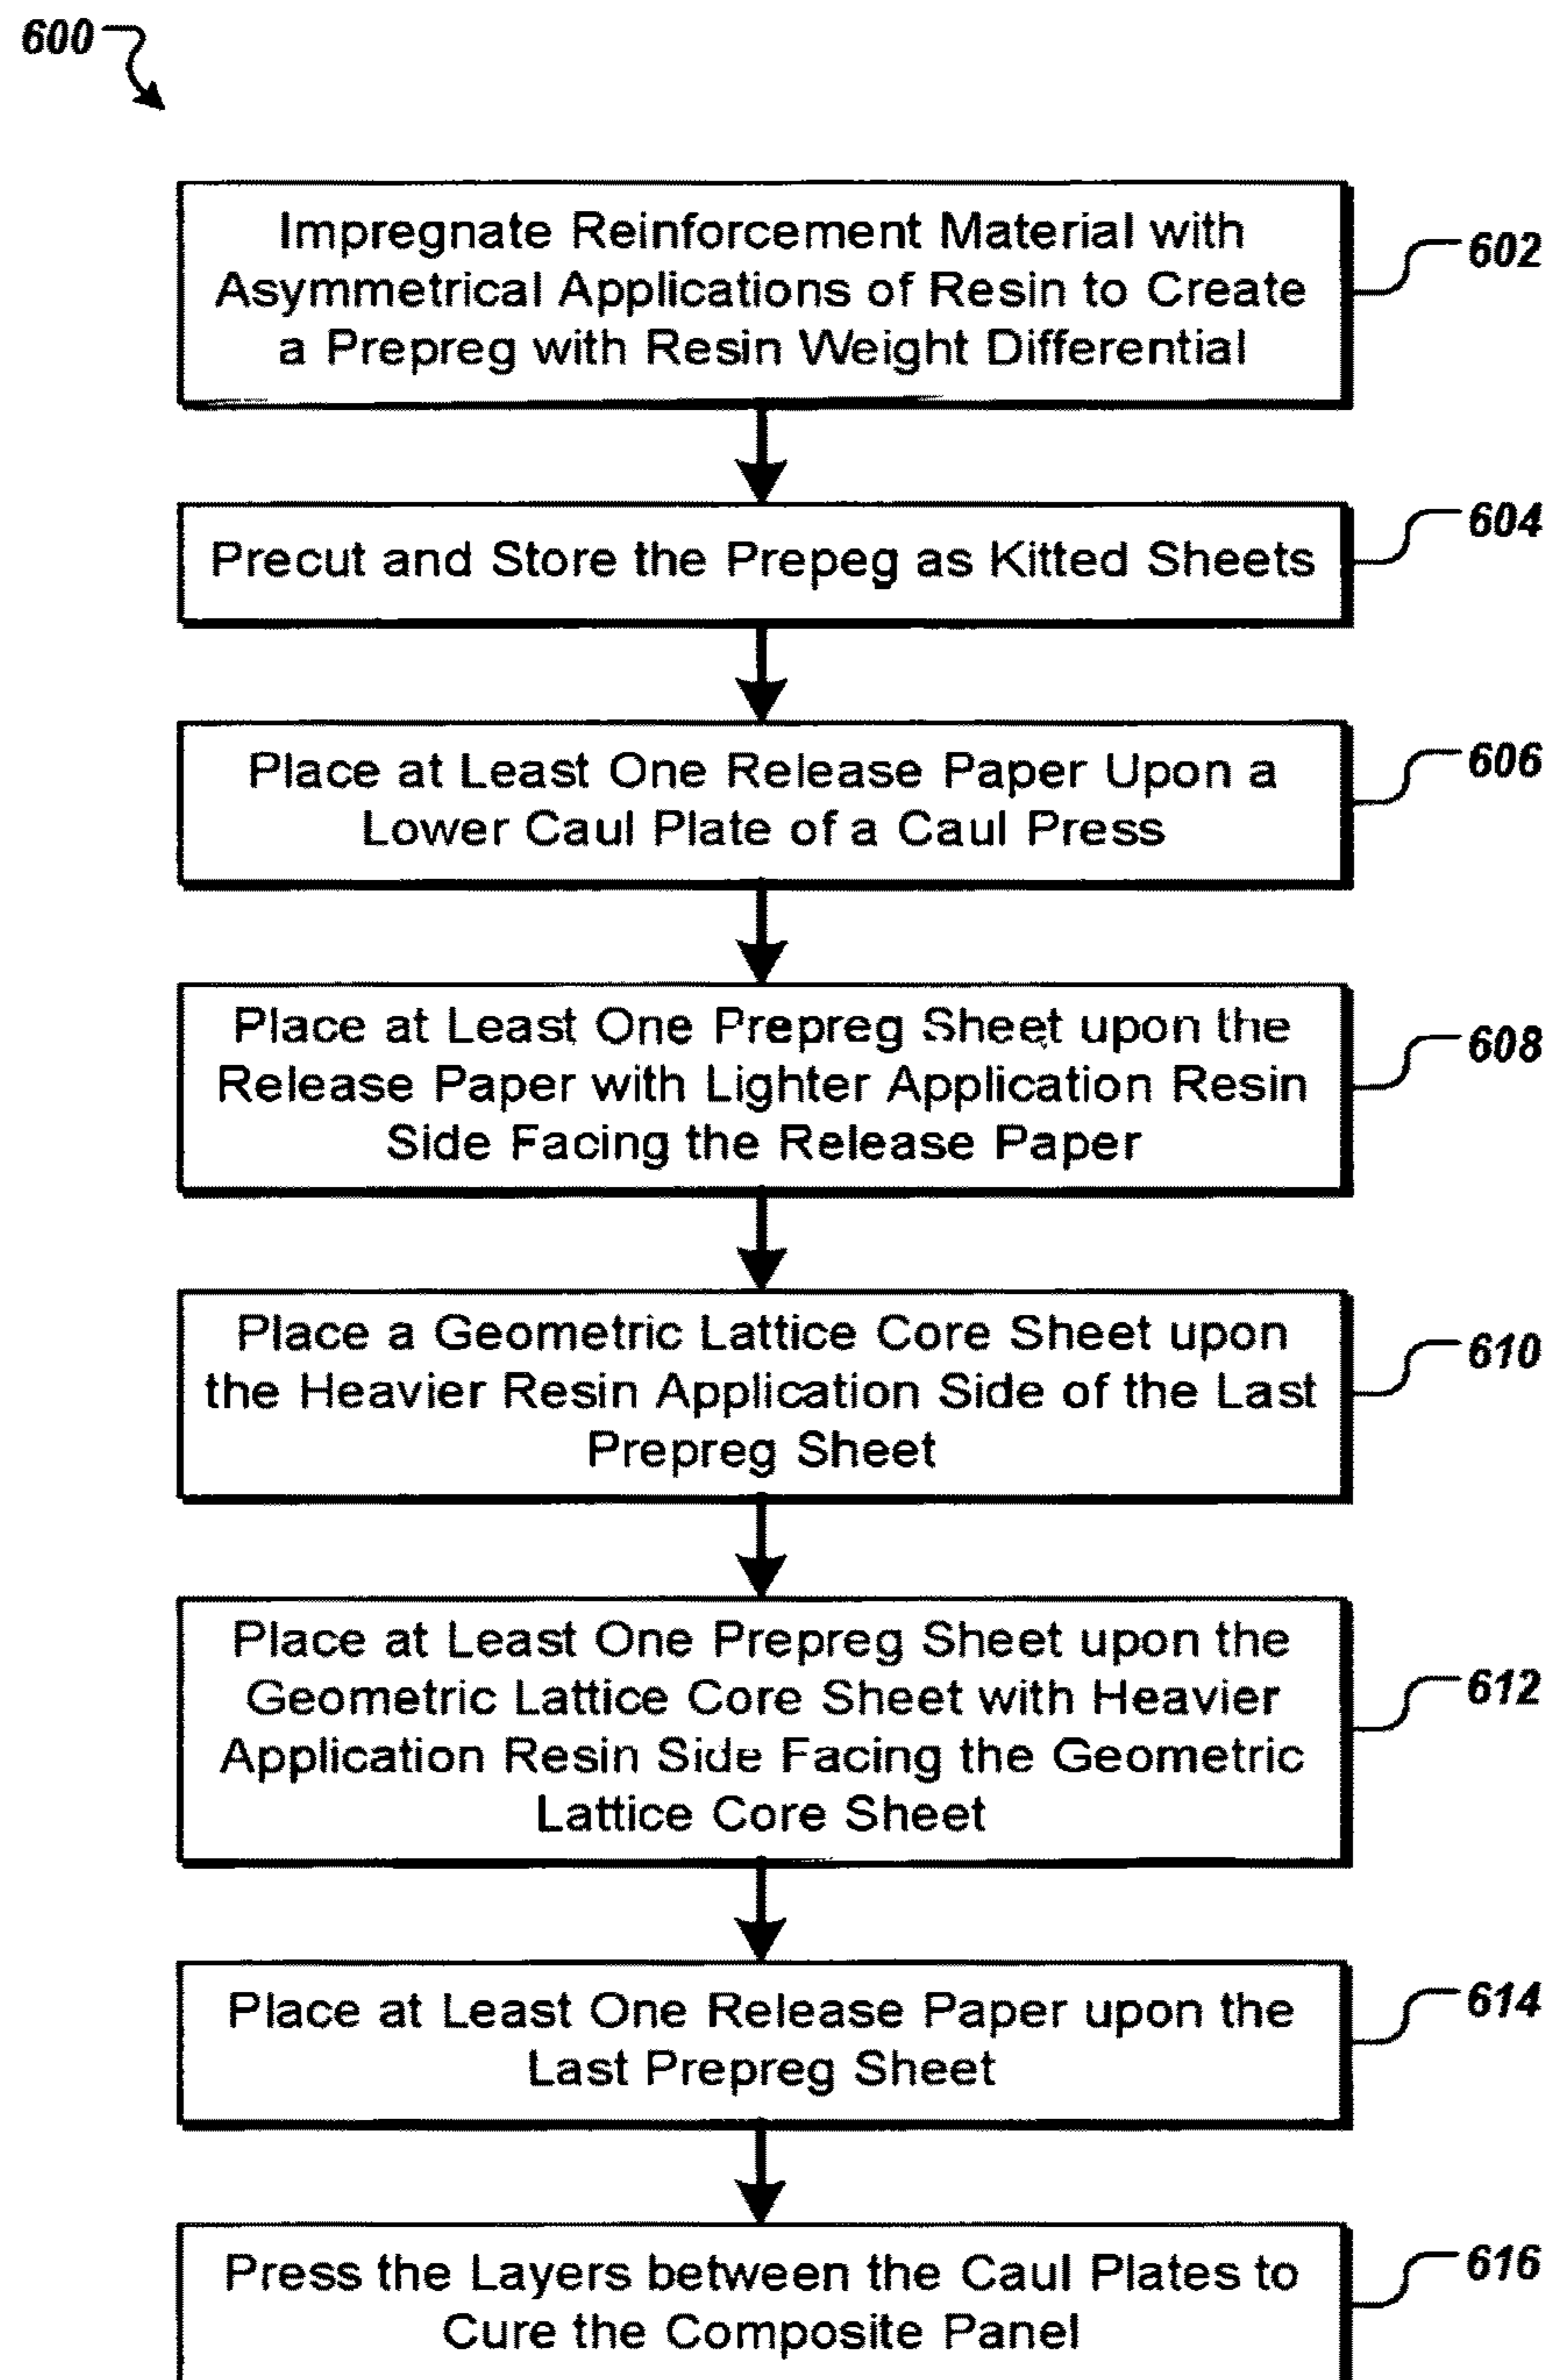 600
Impregnate Reinforcement Material with
Asymmetrical Applications of Resin to Create
a Prepreg with Resin Weight Differential
602
Precut and Store the Prepeg as Kitted Sheets
604
Place at Least One Release Paper Upon a
Lower Caul Plate of a Caul Press
606
Place at Least One Prepreg Sheet upon the
Release Paper with Lighter Application Resin
Side Facing the Release Paper
608
Place a Geometric Lattice Core Sheet upon
the Heavier Resin Application Side of the Last
Prepreg Sheet
610
Place at Least One Prepreg Sheet upon the
Geometric Lattice Core Sheet with Heavier
Application Resin Side Facing the Geometric
Lattice Core Sheet
612
Place at Least One Release Paper upon the
Last Prepreg Sheet
614
Press the Layers between the Caul Plates to
Cure the Composite Panel
616